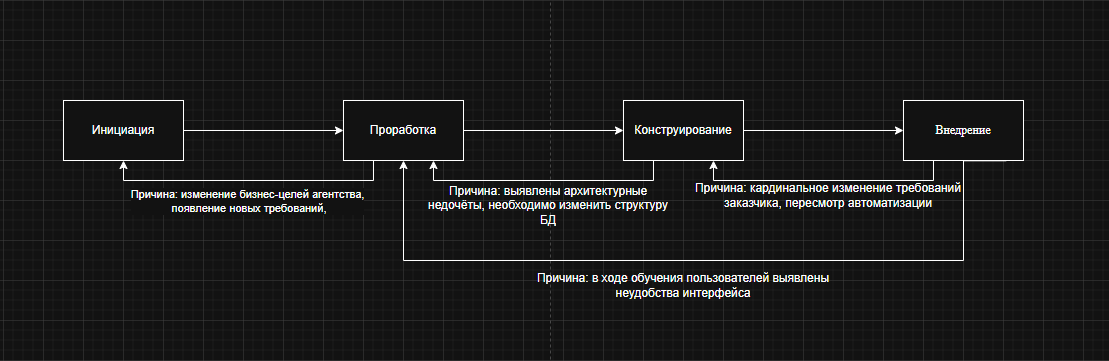 Инициация
Проработка
Конструирование
Внедрение
Причина: изменение бизнес-целей агентства,
появление новых требований,
Причина: выявлены архитектурные
недочёты, необходимо изменить структуру
БД
Причина: кардинальное изменение требований
заказчика, пересмотр автоматизации
Причина: в ходе обучения пользователей выявлены
неудобства интерфейса